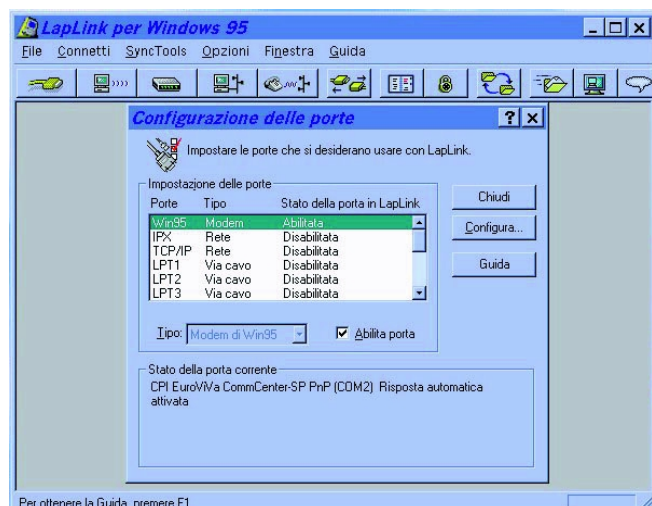 LapLink per Windows 95
File Connetti SyncTools Opzioni Finestra Guida
Configurazione delle porte
Impostare le porte che si desiderano usare con LapLink.
Impostazione delle porte
Porte Tipo Stato della porta in LapLink
Win95 Modem Abilitata
IPX Rete Disabilitata
TCP/IP Rete Disabilitata
LPT1 Via cavo Disabilitata
LPT2 Via cavo Disabilitata
LPT3 Via cavo Disabilitata
Tipo: Modem di Win95 Abilita porta
Chiudi
Configura...
Guida
Stato della porta corrente
CPI EuroViVa CommCenter-SP PnP (COM2) Risposta automatica
attivata
Per ottenere la Guida, premere F1